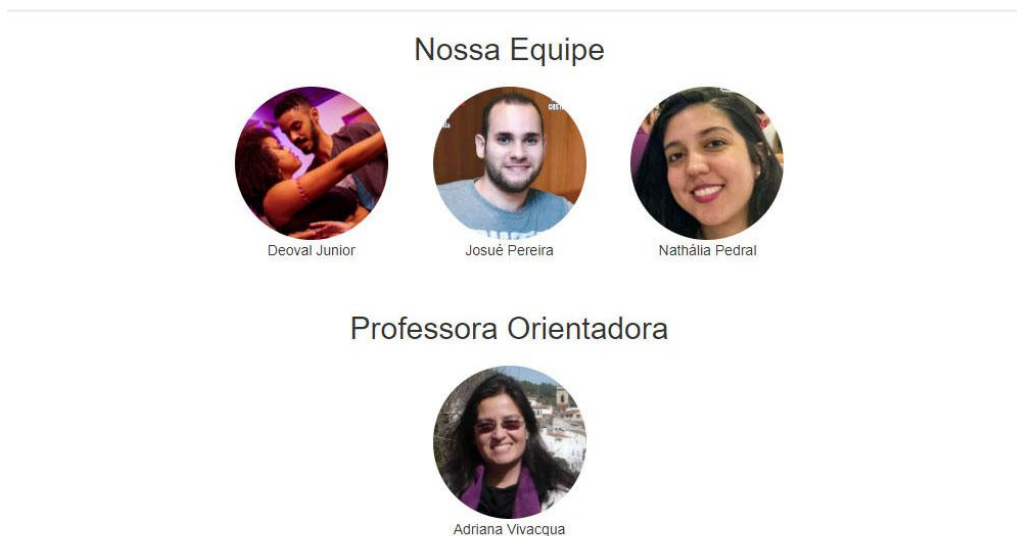 Nossa Equipe
Deoval Junior
Josué Pereira
Nathália Pedral
Professora Orientadora
Adriana Vivacqua